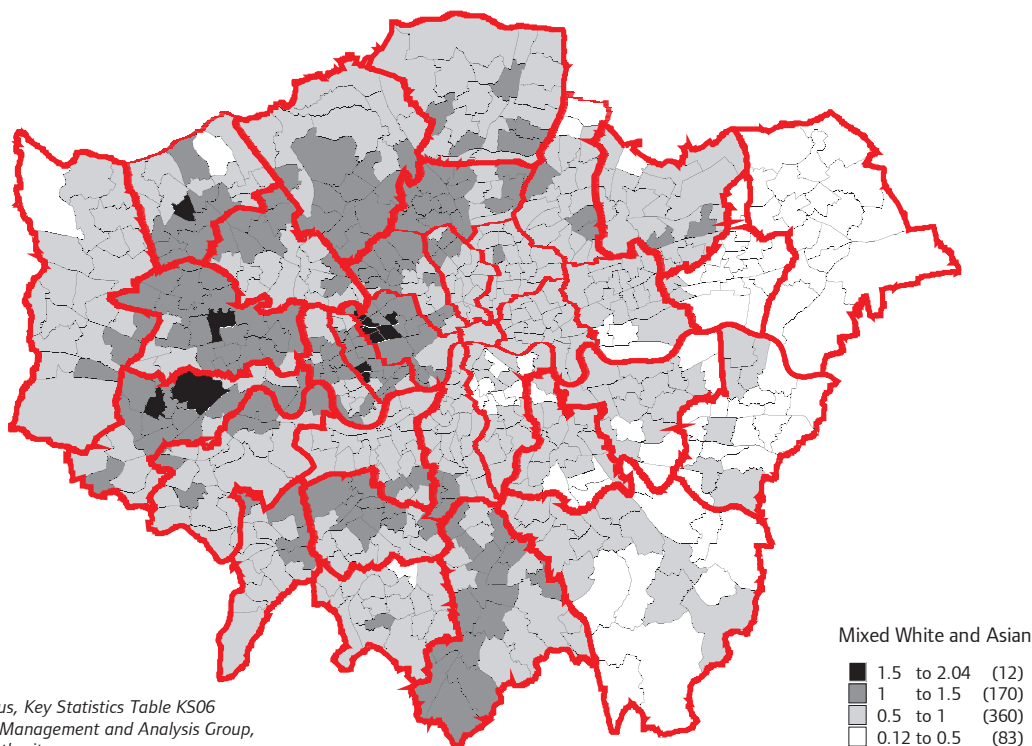 Mixed White and Asian
1.5 to 2.04 (12)
1 to 1.5 (170)
0.5 to 1 (360)
0.12 to 0.5 (83)
Key Statistics Table KS06
Management and Analysis Group,